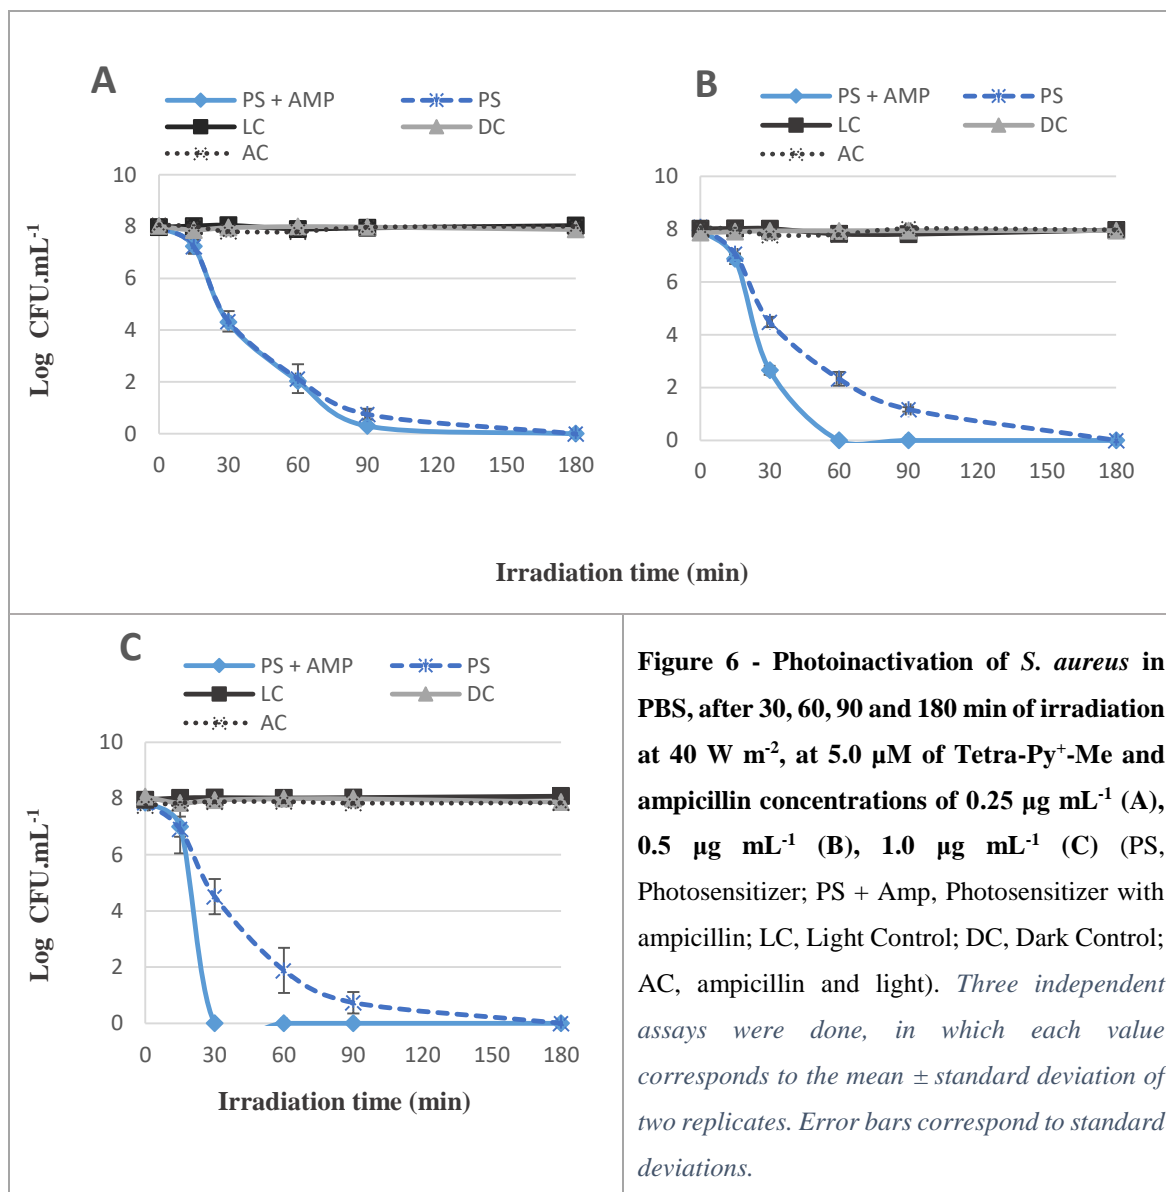 A
PS + AMP
PS
LC
DC
AC
10
8
6
4
2
0
0 30 60 90 120 150 180
Log CFU.mL-1
B
PS + AMP
PS
LC
DC
AC
10
8
6
4
2
0
0 30 60 90 120 150 180
Irradiation time (min)
C
PS + AMP
PS
LC
DC
AC
10
8
6
4
2
0
0 30 60 90 120 150 180
Log CFU.mL-1
Irradiation time (min)
Figure 6 - Photoinactivation of S. aureus in
PBS, after 30, 60, 90 and 180 min of irradiation
at 40 W m-2, at 5.0 µM of Tetra-Py+-Me and
ampicillin concentrations of 0.25 µg mL-1 (A),
0.5 µg mL-1 (B), 1.0 µg mL-1 (C) (PS,
Photosensitizer; PS + Amp, Photosensitizer with
ampicillin; LC, Light Control; DC, Dark Control;
AC, ampicillin and light). Three independent
assays were done, in which each value
corresponds to the mean ± standard deviation of
two replicates. Error bars correspond to standard
deviations.